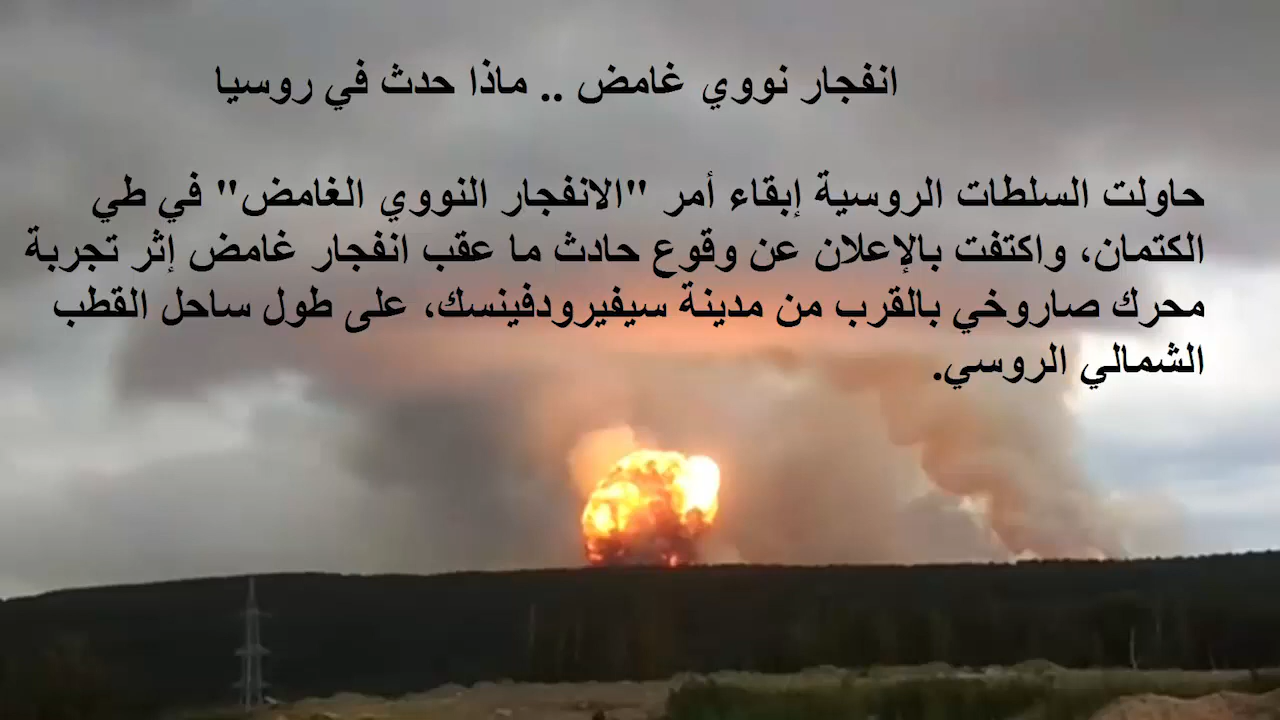 انفجار نووي غامض .. ماذا حدث في روسيا
حاولت السلطات الروسية إبقاء أمر "الانفجار النووي الغامض" في طي
الكتمان، واكتفت بالإعلان عن وقوع حادث ما عقب انفجار غامض إثر تجربة
محرك صاروخي بالقرب من مدينة سيفيرودفينسك، على طول ساحل القطب
الشمالي الروسي.